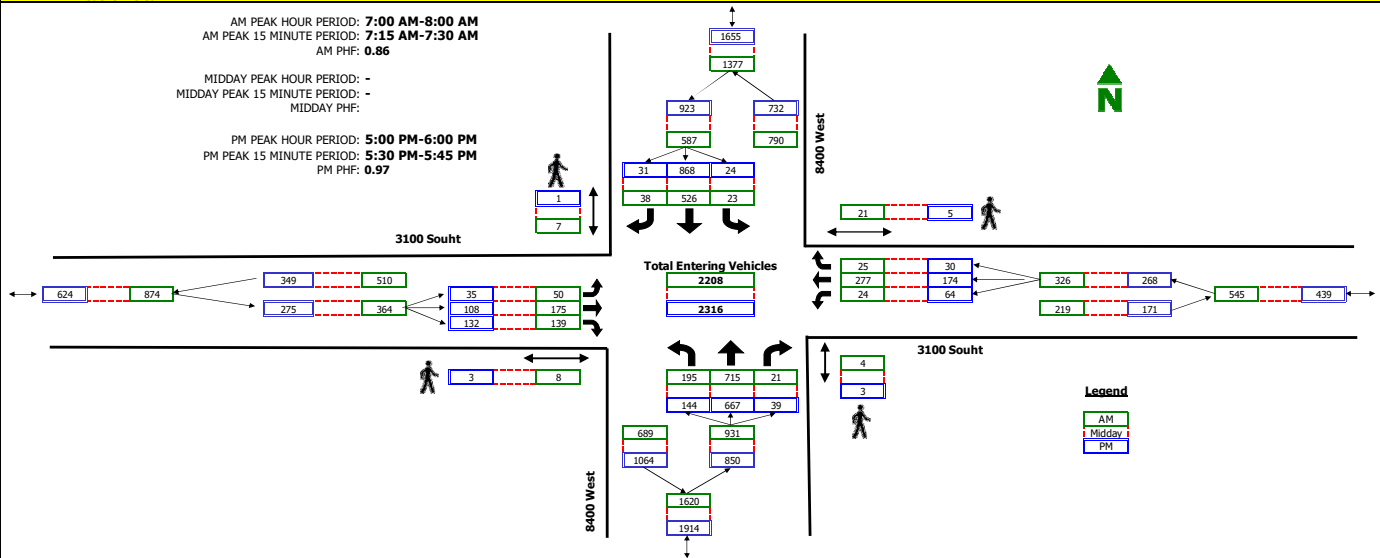 AM PEAK HOUR PERIOD: 7:00 AM-8:00 AM
AM PEAK 15 MINUTE PERIOD: 7:15 AM-7:30 AM
AM PHF: 0.86
MIDDAY PEAK HOUR PERIOD: -
MIDDAY PEAK 15 MINUTE PERIOD: -
MIDDAY PHF:
PM PEAK HOUR PERIOD: 5:00 PM-6:00 PM
PM PEAK 15 MINUTE PERIOD: 5:30 PM-5:45 PM
PM PHF: 0.97
1655
1377
923 732
587 790
31 868 24
38 526 23
8400 West
N
1
7
3100 Souht
21 5
624 874
349 510
275 364
35 50
108 175
132 139
Total Entering Vehicles
2208
2316
25 30
277 174
24 64
326 268
219 171
545 439
3100 Souht
3 8
4
3
195 715 21
144 667 39
689 931
1064 850
1620
1914
8400 West
Legend
AM
Midday
PM